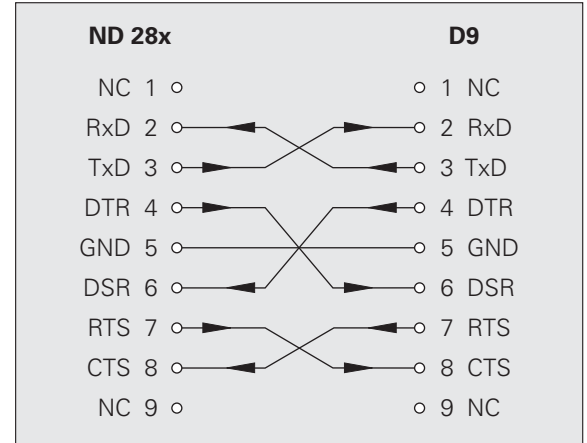 ND 28x D9
NC 1 1 NC
RxD 2 2 RxD
TxD 3 3 TxD
DTR 4 4 DTR
GND 5 5 GND
DSR 6 6 DSR
RTS 7 7 RTS
CTS 8 8 CTS
NC 9 9 NC